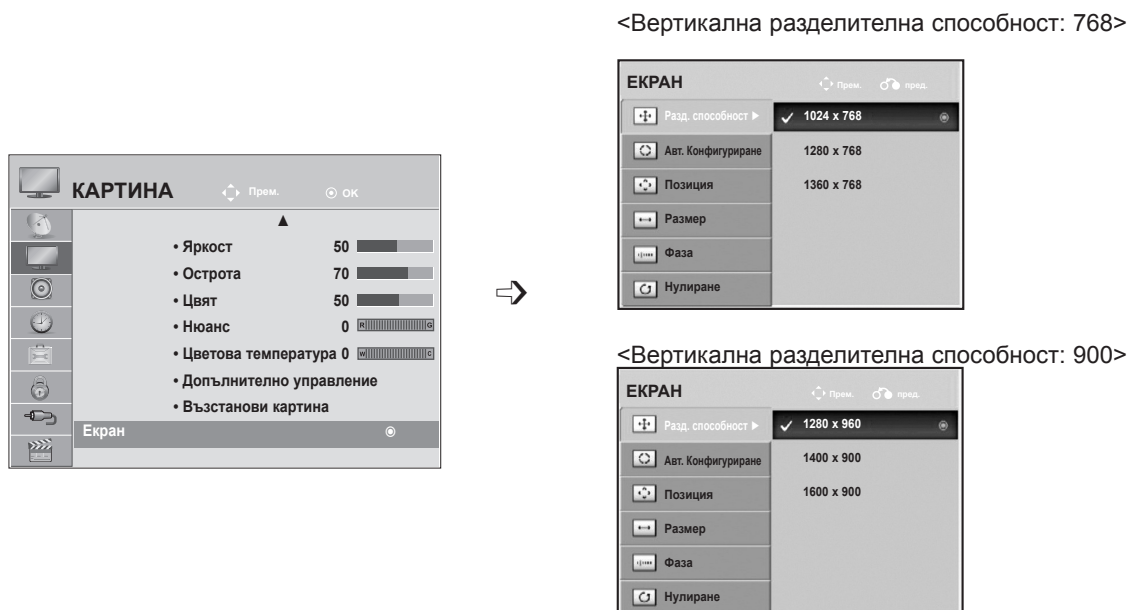 <Вертикална разделителна способност: 768>
ЕКРАН Прем. пред.
Разд. способност ▶ ✓ 1024 x 768
Авт. Конфигуриране 1280 x 768
Позиция 1360 x 768
Размер
Фаза
Нулиране
КАРТИНА Прем. OK
▲
• Яркост 50
• Острота 70
• Цвят 50
• Нюанс 0 R G
• Цветова температура 0 W C
• Допълнително управление
• Възстанови картина
Екран
<Вертикална разделителна способност: 900>
ЕКРАН Прем. пред.
Разд. способност ▶ ✓ 1280 x 960
Авт. Конфигуриране 1400 x 900
Позиция 1600 x 900
Размер
Фаза
Нулиране